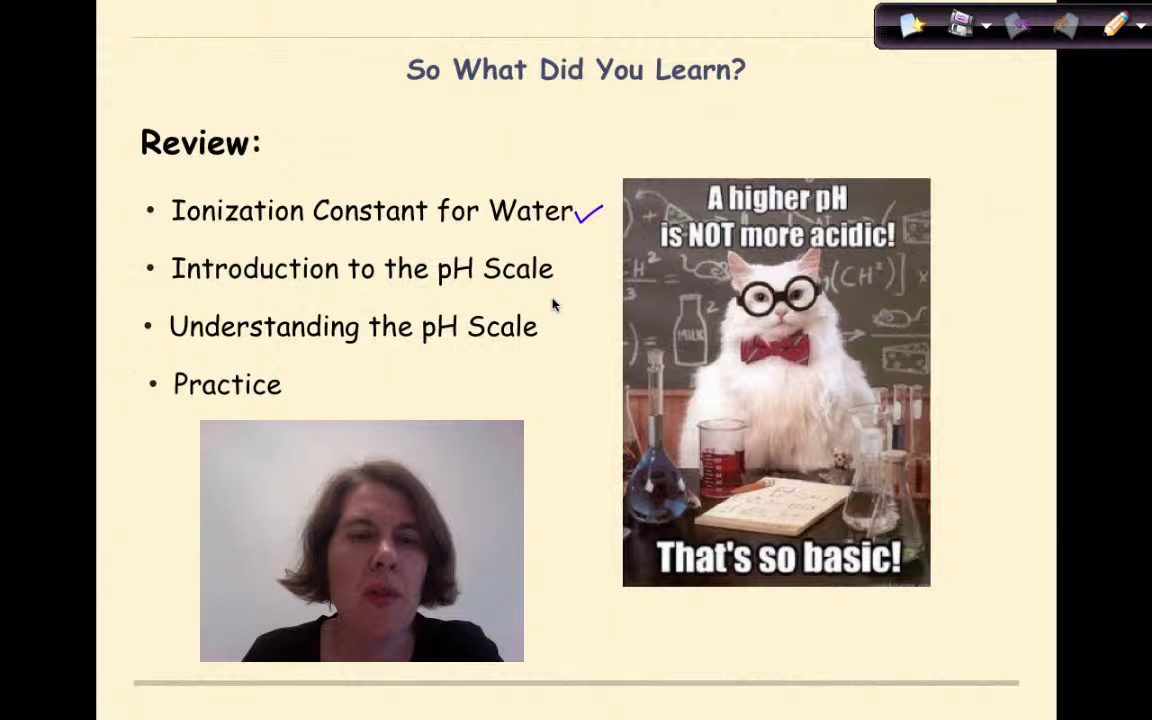 So What Did You Learn?
Review:
• Ionization Constant for Water
• Introduction to the pH Scale
• Understanding the pH Scale
• Practice
A higher pH
is NOT more acidic!
MILK
That's so basic!